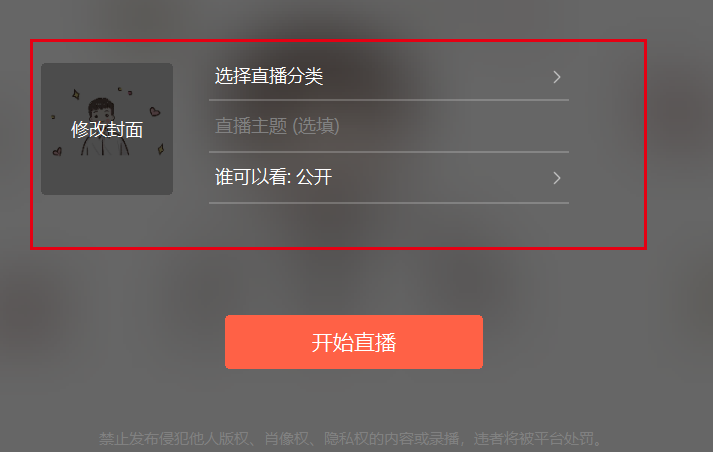 选择直播分类
修改封面
直播主题 (选填)
谁可以看: 公开
开始直播
禁止发布侵犯他人版权、肖像权、隐私权的内容或录播，违者将被平台处罚。